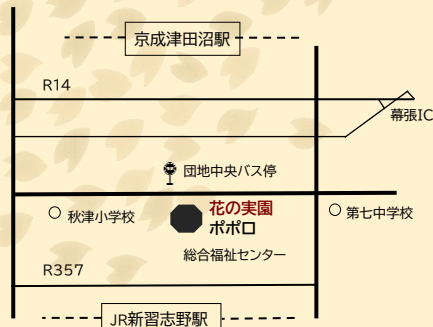 京成津田沼駅
R14
幕張IC
団地中央バス停
秋津小学校
花の実園
ポポロ
第七中学校
総合福祉センター
R357
JR新習志野駅